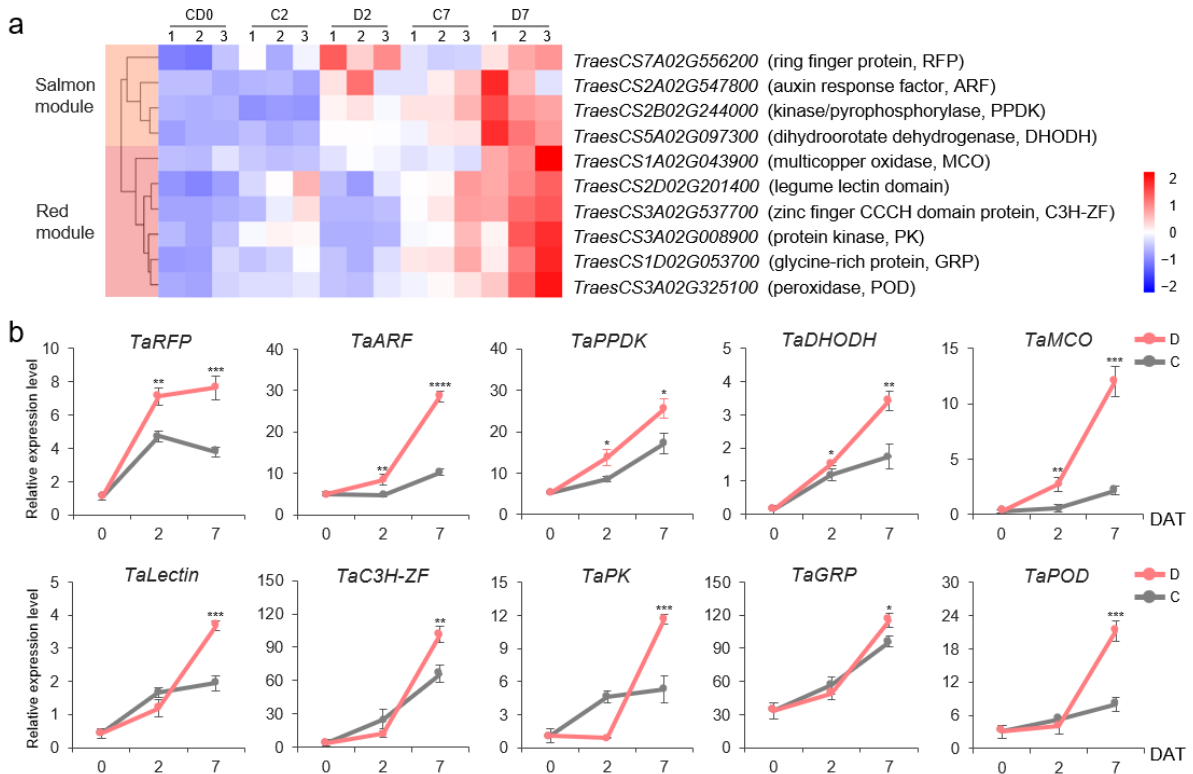 a
CD0 C2 D2 C7 D7
1 2 3 1 2 3 1 2 3 1 2 3 1 2 3
Salmon
module
Red
module
TraesCS7A02G556200 (ring finger protein, RFP)
TraesCS2A02G547800 (auxin response factor, ARF)
TraesCS2B02G244000 (kinase/pyrophosphorylase, PPDK)
TraesCS5A02G097300 (dihydroorotate dehydrogenase, DHODH)
TraesCS1A02G043900 (multicopper oxidase, MCO)
TraesCS2D02G201400 (legume lectin domain)
TraesCS3A02G537700 (zinc finger CCCH domain protein, C3H-ZF)
TraesCS3A02G008900 (protein kinase, PK)
TraesCS1D02G053700 (glycine-rich protein, GRP)
TraesCS3A02G325100 (peroxidase, POD)
2
1
0
−1
−2
b
Relative expression level
TaRFP
10
8
6
4
2
0
** ***
0 2 7
TaARF
40
30
20
10
0
** ****
0 2 7
TaPPDK
40
30
20
10
0
* *
0 2 7
TaDHODH
5
4
3
2
1
0
* **
0 2 7
TaMCO
15
10
5
0
** ***
0 2 7
D
C
DAT
Relative expression level
TaLectin
5
4
3
2
1
0
***
0 2 7
TaC3H-ZF
150
120
90
60
30
0
**
0 2 7
TaPK
15
12
9
6
3
0
***
0 2 7
TaGRP
150
120
90
60
30
0
*
0 2 7
TaPOD
30
24
18
12
6
0
***
0 2 7
D
C
DAT